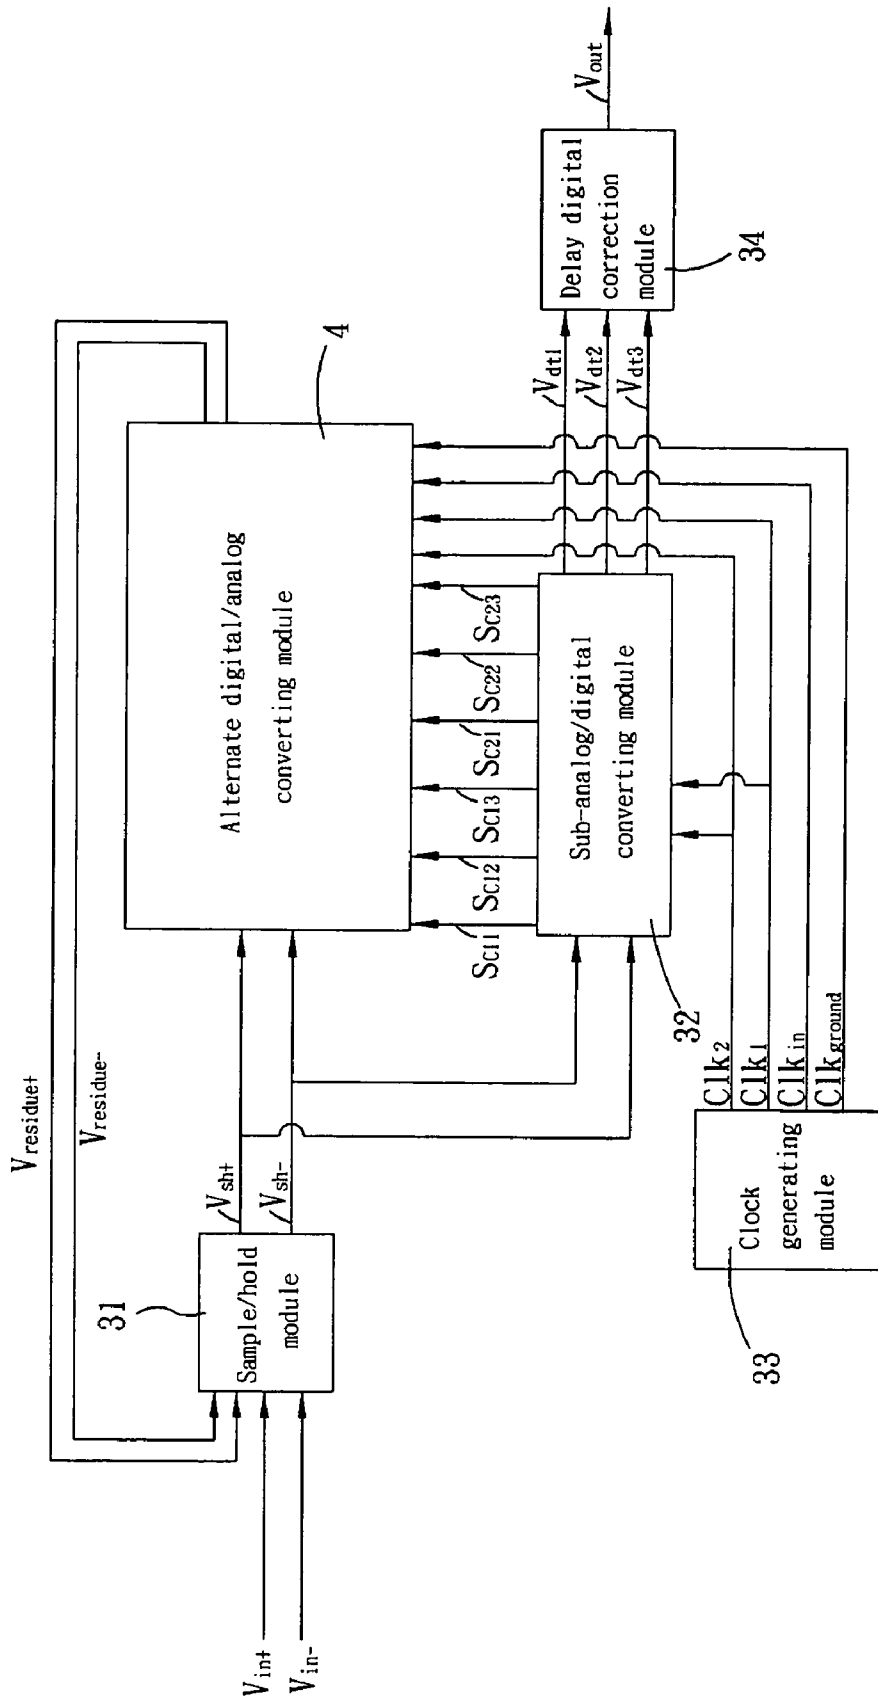 Vresidue+
Vresidue-
Vin+
Vin-
31
Sample/hold
module
Vsh+
Vsh-
Alternate digital/analog
converting module
4
SC11
SC12
SC13
SC21
SC22
SC23
Sub-analog/digital
converting module
32
Vdt1
Vdt2
Vdt3
Delay digital
correction
module
34
Vout
Clock
generating
module
33
Clk2
Clk1
Clkin
Clkground